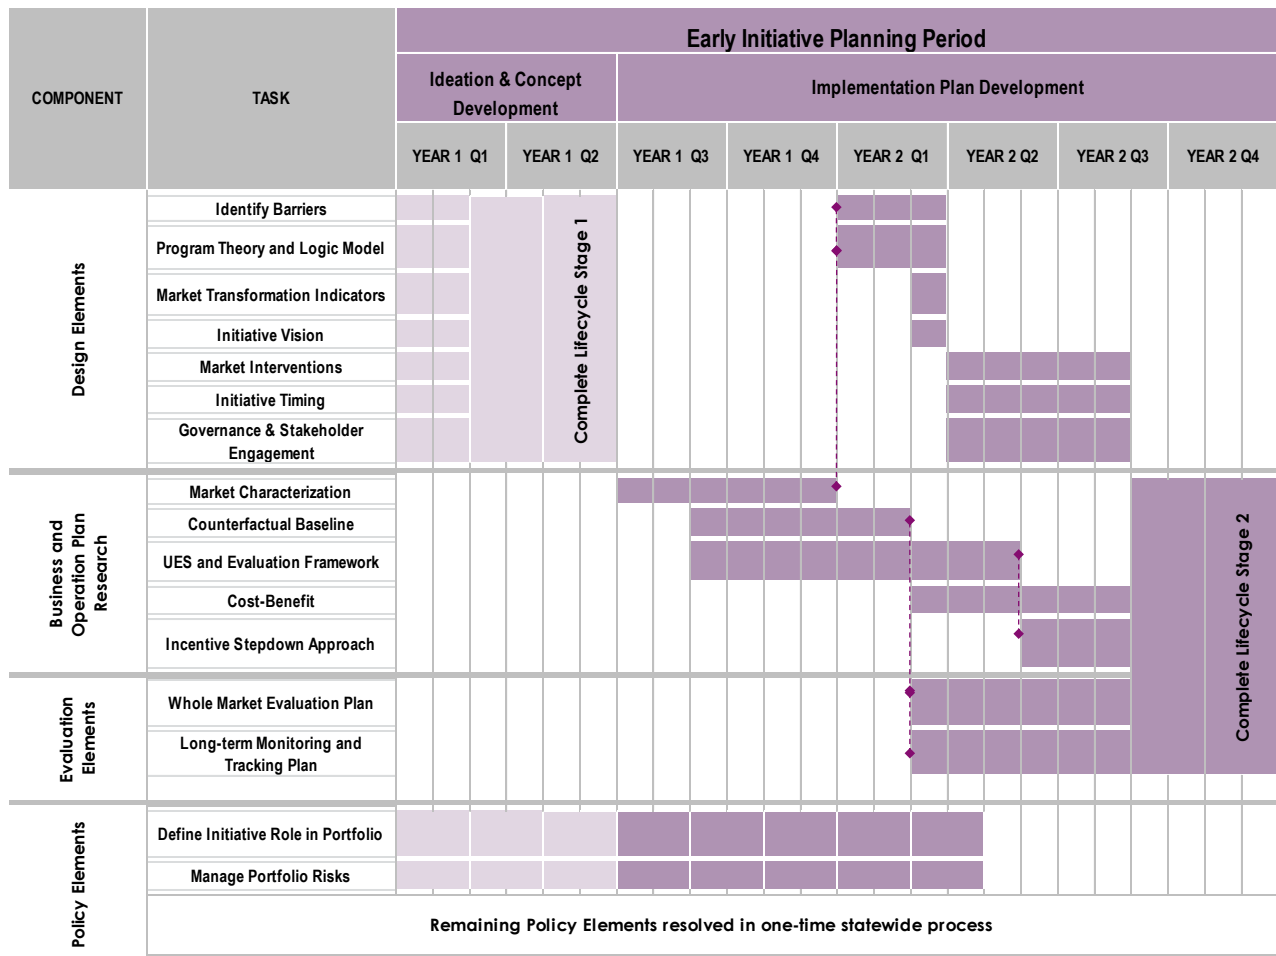 Early Initiative Planning Period
COMPONENT
TASK
Ideation & Concept
Development
Implementation Plan Development
YEAR 1 Q1
YEAR 1 Q2
YEAR 1 Q3
YEAR 1 Q4
YEAR 2 Q1
YEAR 2 Q2
YEAR 2 Q3
YEAR 2 Q4
Design Elements
Identify Barriers
Program Theory and Logic Model
Market Transformation Indicators
Initiative Vision
Market Interventions
Initiative Timing
Governance & Stakeholder
Engagement
Complete Lifecycle Stage 1
Business and
Operation Plan
Research
Market Characterization
Counterfactual Baseline
UES and Evaluation Framework
Cost-Benefit
Incentive Stepdown Approach
Complete Lifecycle Stage 2
Evaluation
Elements
Whole Market Evaluation Plan
Long-term Monitoring and
Tracking Plan
Policy Elements
Define Initiative Role in Portfolio
Manage Portfolio Risks
Remaining Policy Elements resolved in one-time statewide process